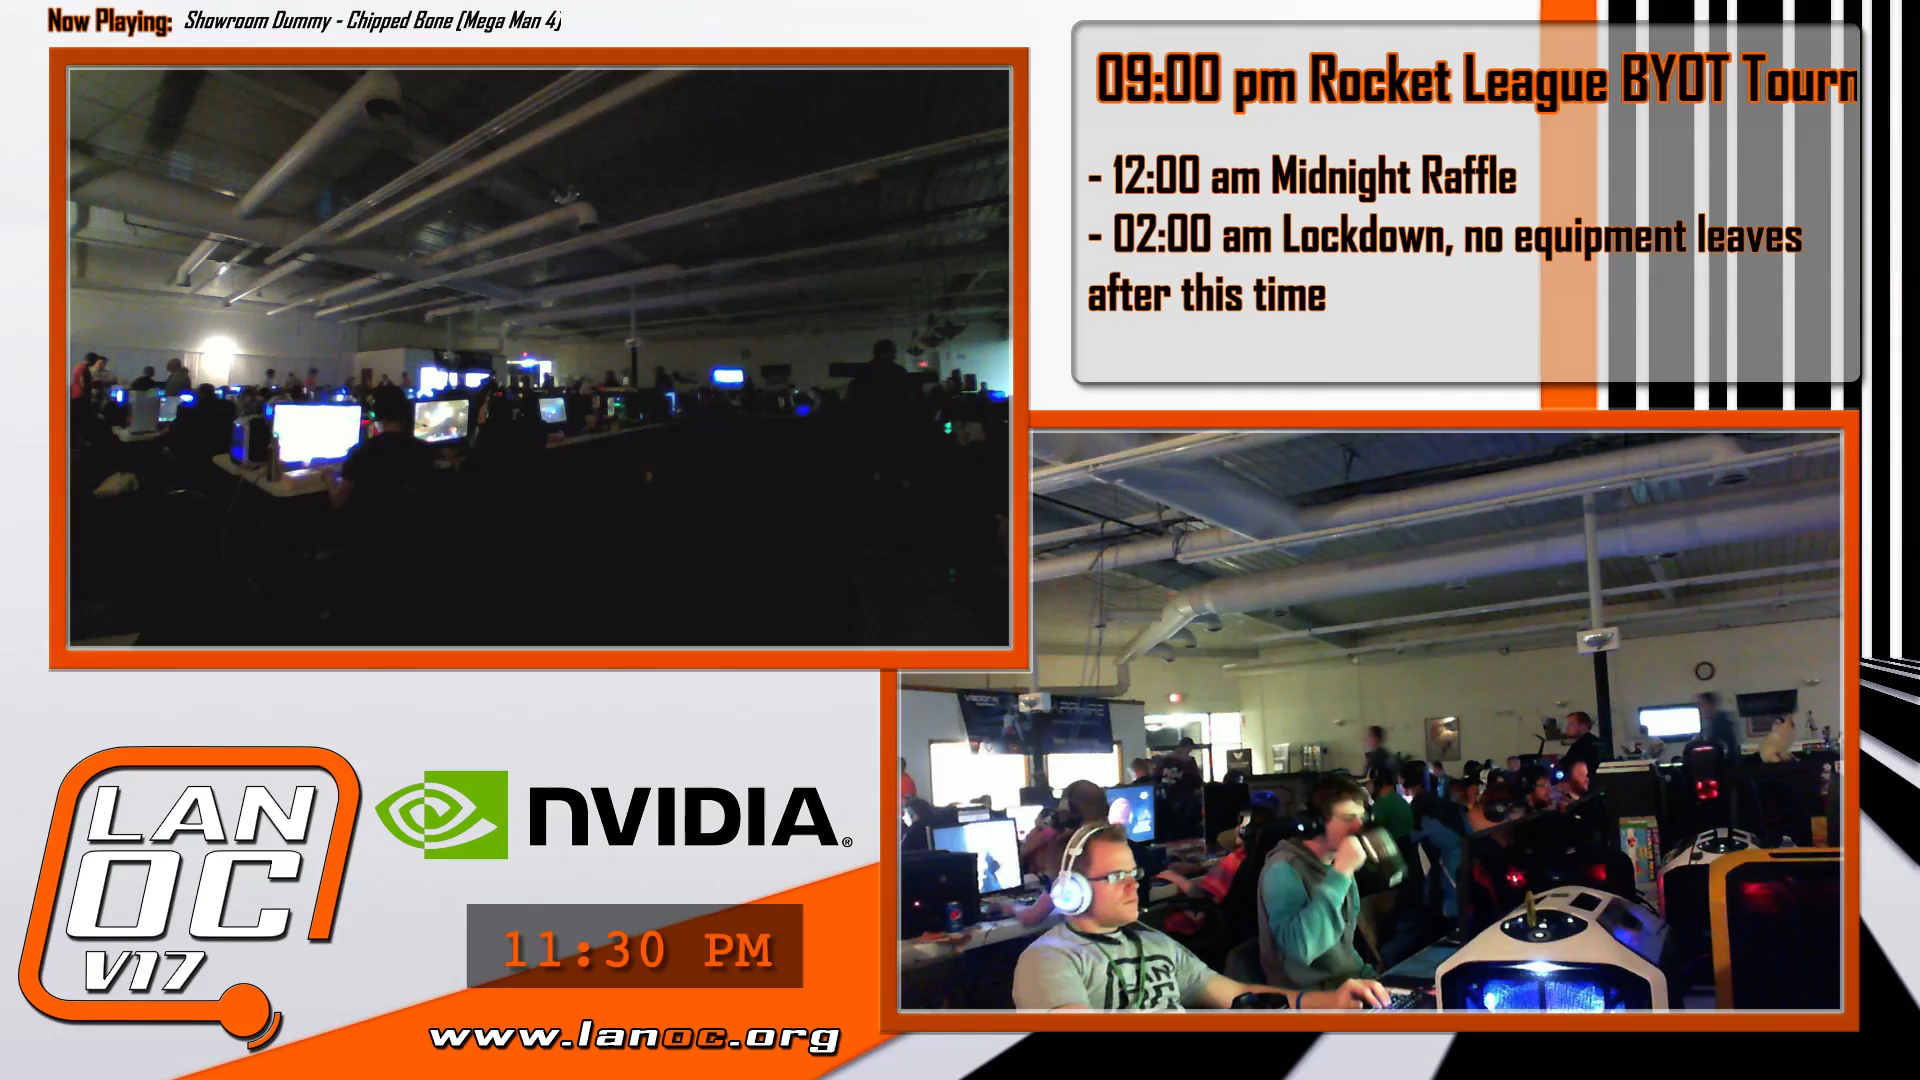 Now Playing: Showroom Dummy - Chipped Bone [Mega Man 4]
09:00 pm Rocket League BYOT Tourn
- 12:00 am Midnight Raffle
- 02:00 am Lockdown, no equipment leaves
after this time
LAN
OC
V17
NVIDIA
11:30 PM
www.lanoc.org